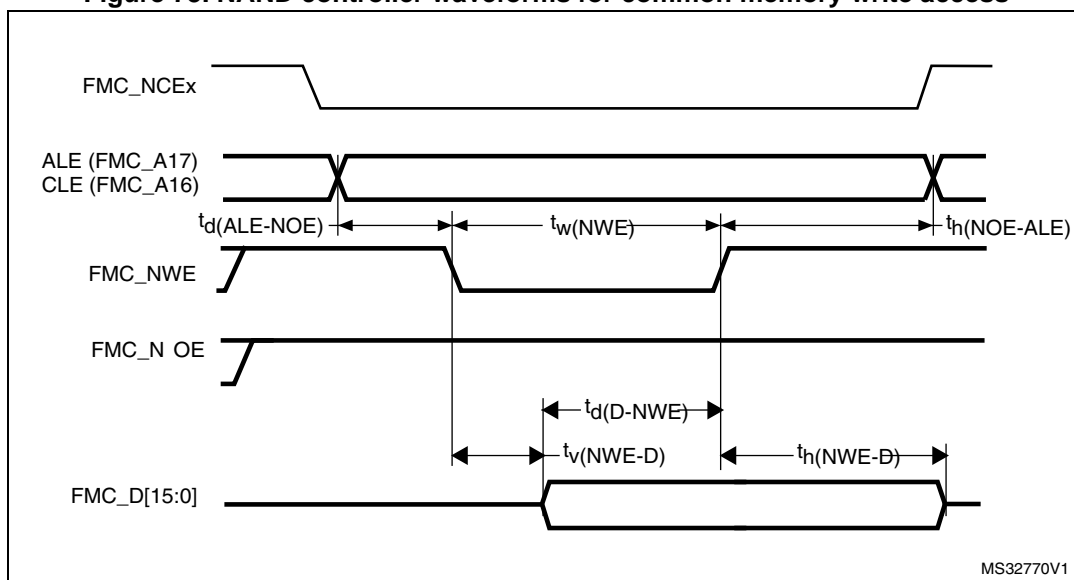 Figure 76. NAND controller waveforms for common memory write access
FMC_NCEx
ALE (FMC_A17)
CLE (FMC_A16)
td(ALE-NOE)
tw(NWE)
th(NOE-ALE)
FMC_NWE
FMC_N OE
td(D-NWE)
tv(NWE-D)
th(NWE-D)
FMC_D[15:0]
MS32770V1